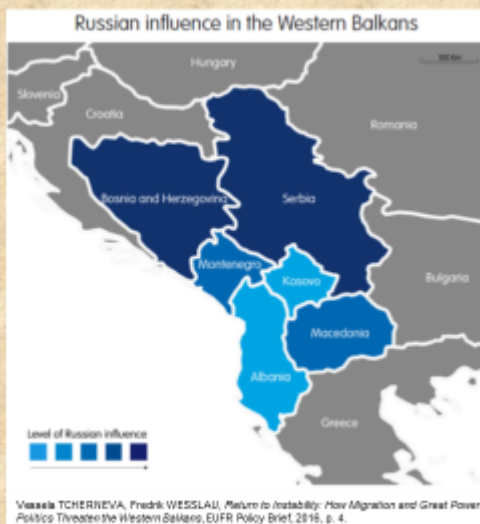 Russian influence in the Western Balkans
Hungary
Slovenia
Croatia
Romania
Bosnia and Herzegovina
Serbia
Montenegro
Kosovo
Bulgaria
Macedonia
Albania
Greece
Level of Russian influence
Vessela TCHERNEVA, Fredrik WESSLAU, Return to Instability: How Migration and Great Power
Politics Threaten the Western Balkans, EUFR Policy Brief, 2016, p. 4.